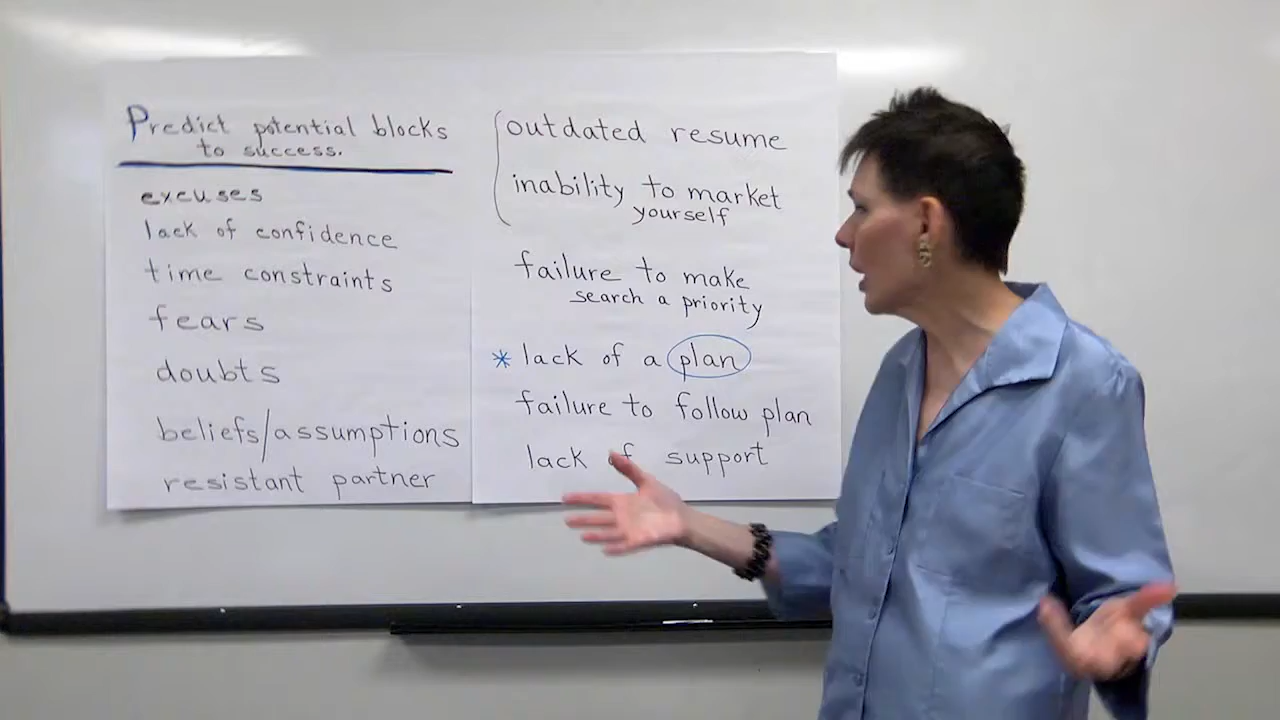 Predict potential blocks
to success.
excuses
lack of confidence
time constraints
fears
doubts
beliefs/assumptions
resistant partner
outdated resume
inability to market
yourself
failure to make
search a priority
* lack of a plan
failure to follow plan
lack of support